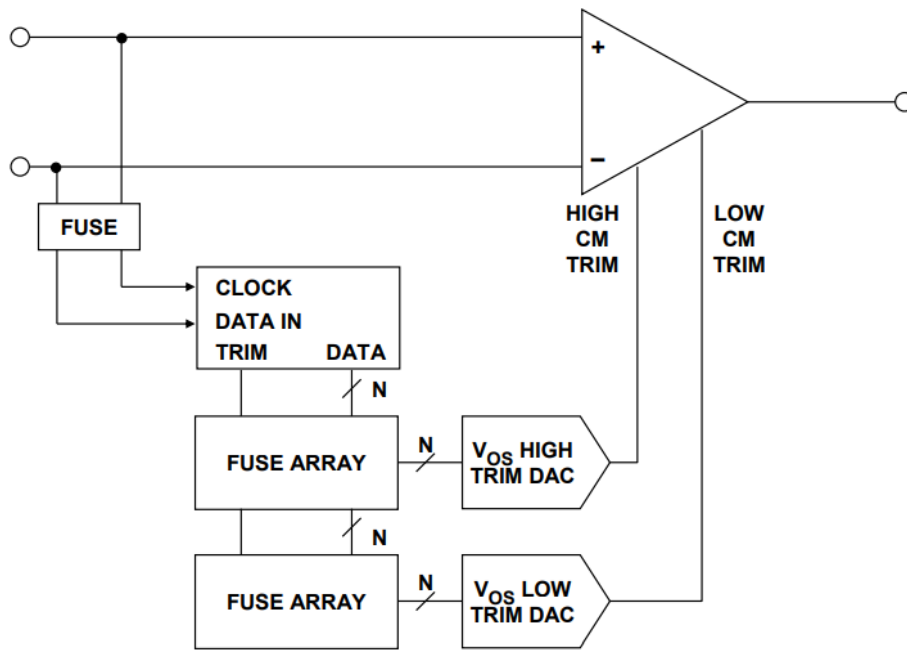 +
−
HIGH
CM
TRIM
LOW
CM
TRIM
FUSE
CLOCK
DATA IN
TRIM DATA
N
FUSE ARRAY
N
VOS HIGH
TRIM DAC
N
FUSE ARRAY
N
VOS LOW
TRIM DAC